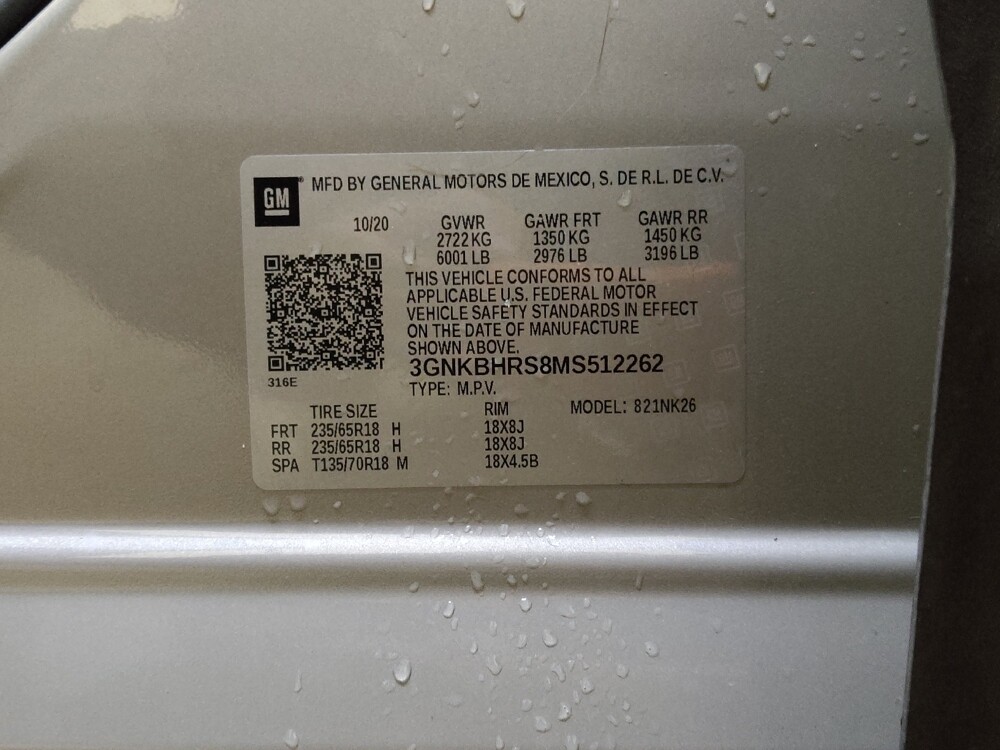 GM MFD BY GENERAL MOTORS DE MEXICO, S. DE R.L. DE C.V.
10/20 GVWR GAWR FRT GAWR RR
2722 KG 1350 KG 1450 KG
6001 LB 2976 LB 3196 LB
THIS VEHICLE CONFORMS TO ALL
APPLICABLE U.S. FEDERAL MOTOR
VEHICLE SAFETY STANDARDS IN EFFECT
ON THE DATE OF MANUFACTURE
SHOWN ABOVE.
3GNKBHRS8MS512262
316E
TYPE: M.P.V.
TIRE SIZE RIM MODEL: 821NK26
FRT 235/65R18 H 18X8J
RR 235/65R18 H 18X8J
SPA T135/70R18 M 18X4.5B